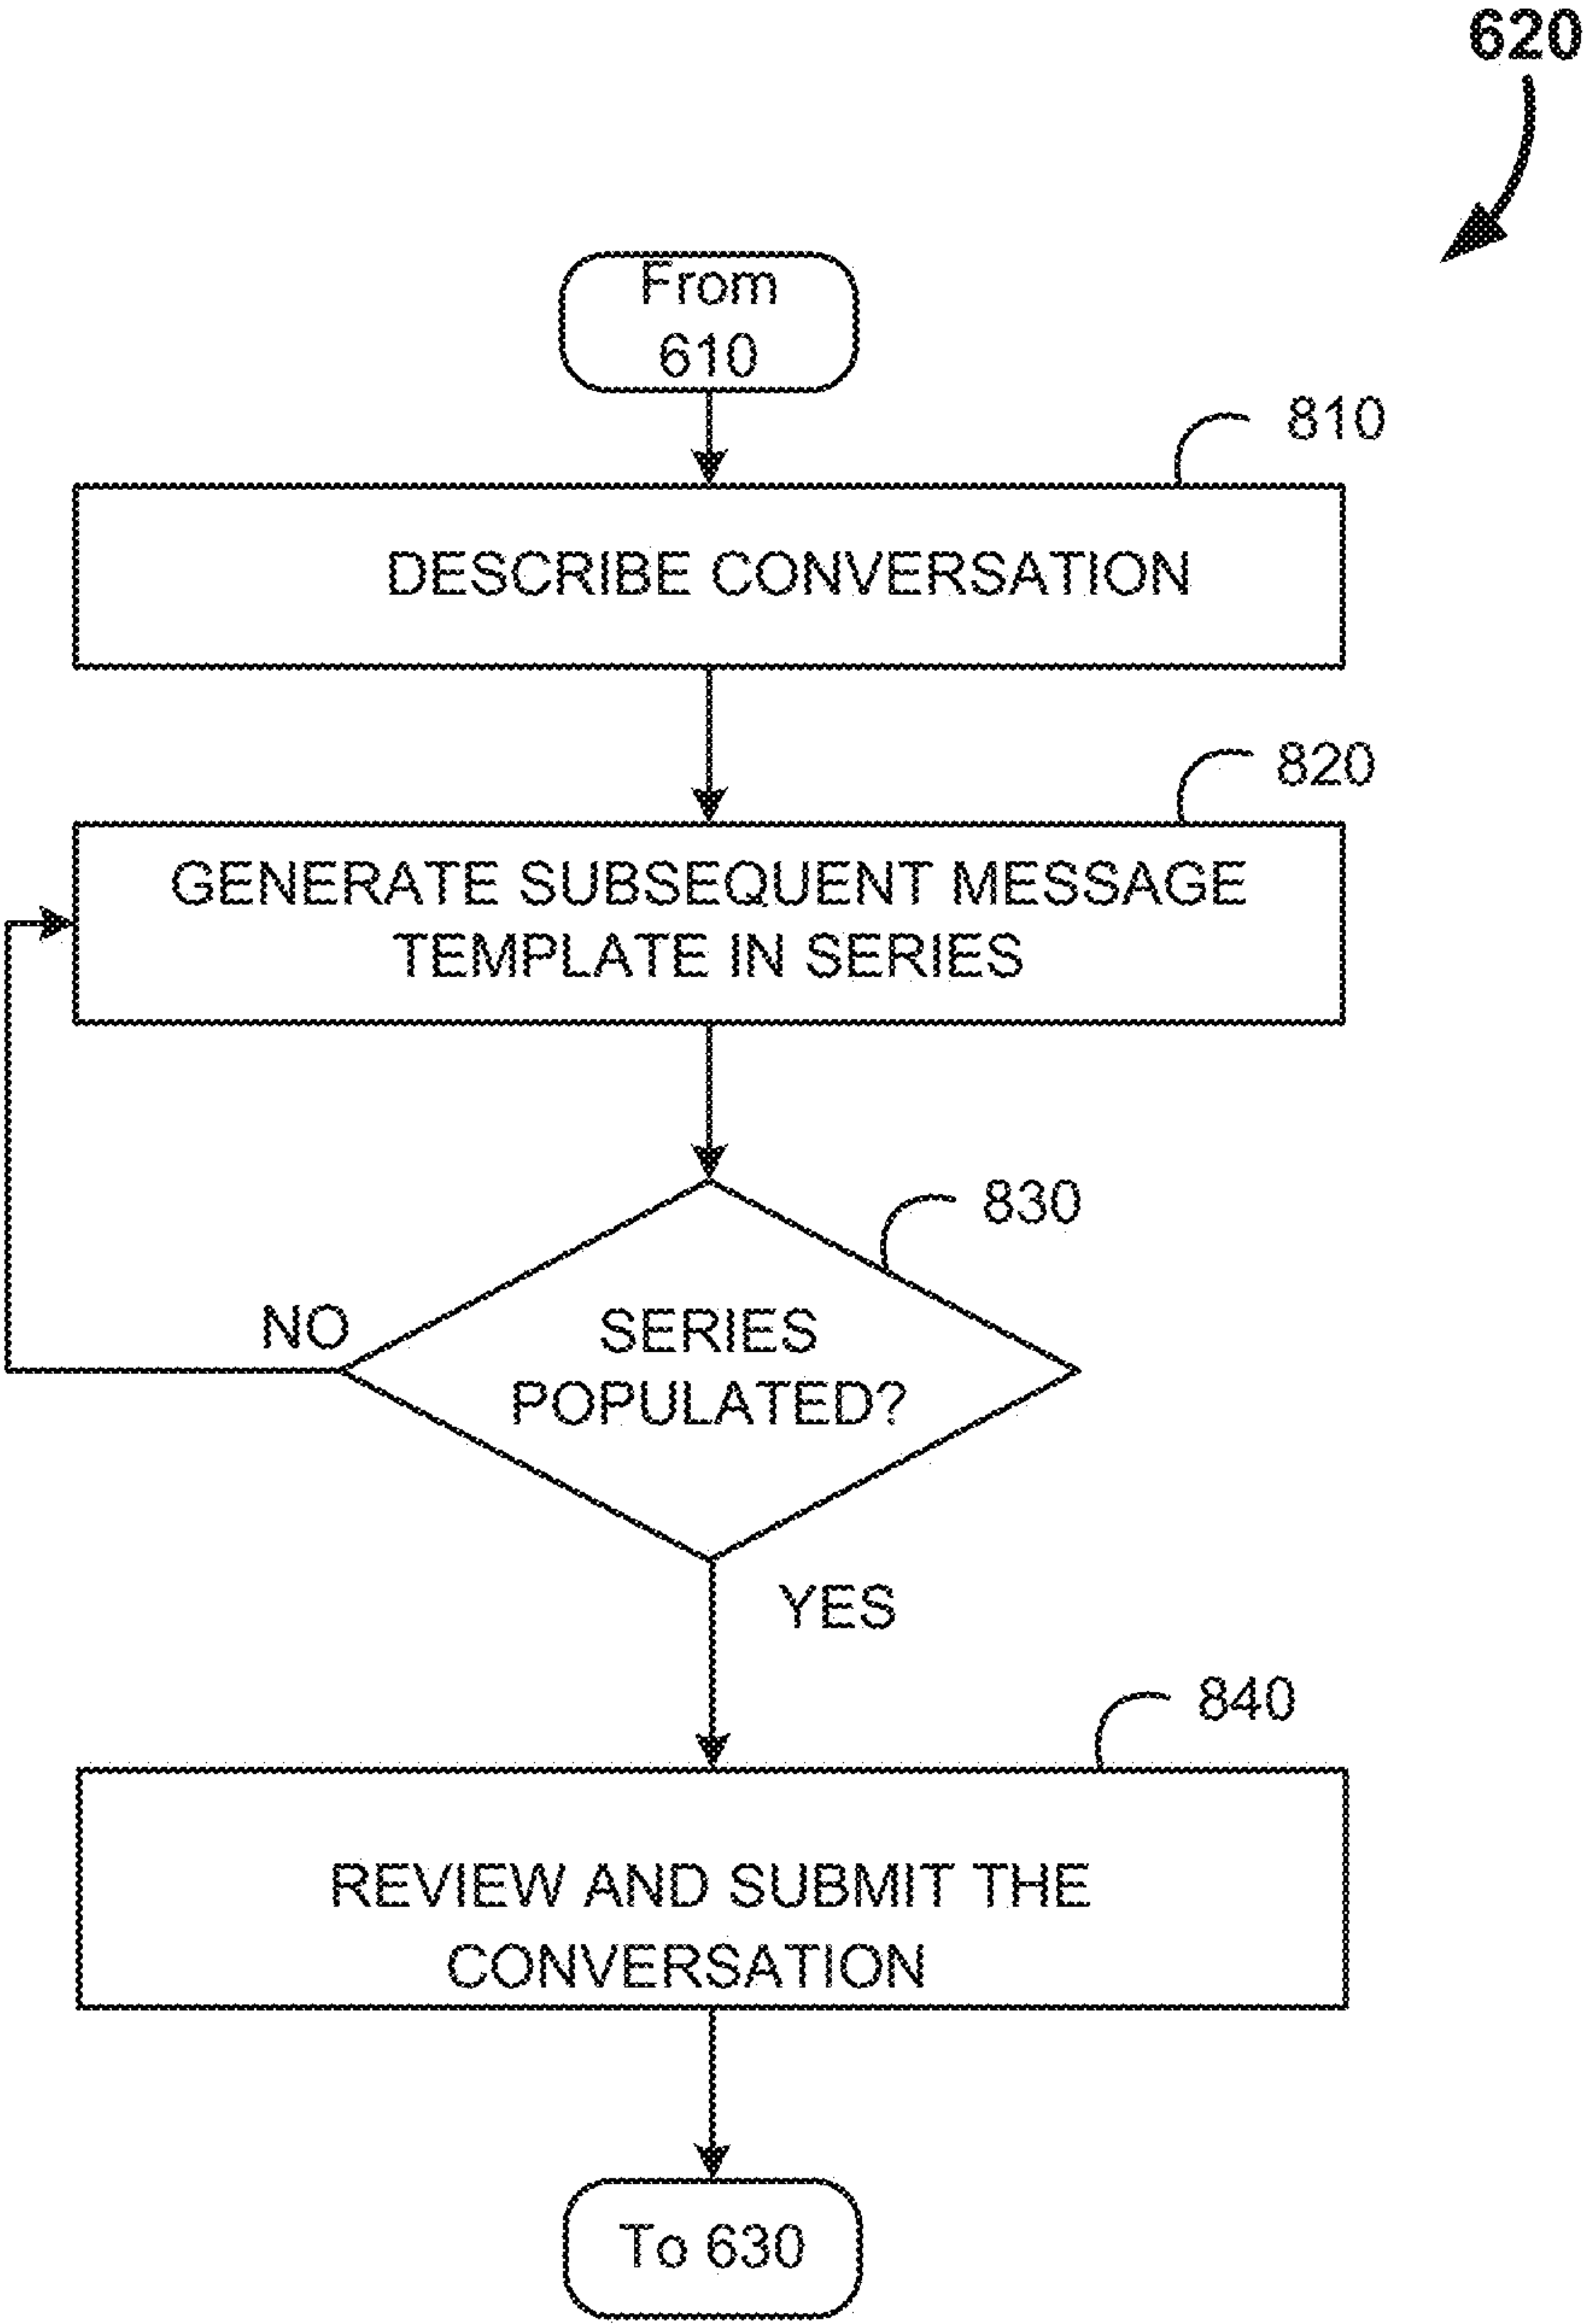 620
From
610
810
DESCRIBE CONVERSATION
820
GENERATE SUBSEQUENT MESSAGE
TEMPLATE IN SERIES
830
NO
SERIES
POPULATED?
YES
840
REVIEW AND SUBMIT THE
CONVERSATION
To 630